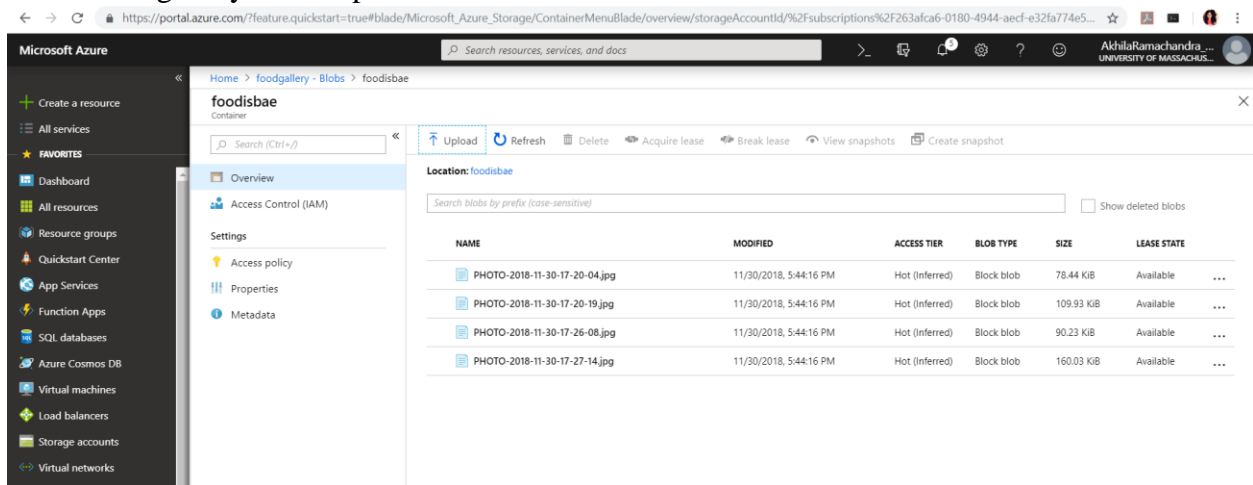 https://portal.azure.com/?feature.quickstart=true#blade/Microsoft_Azure_Storage/ContainerMenuBlade/overview/storageAccountId/%2Fsubscriptions%2F263afca6-0180-4944-aecf-e32fa774e5...
Microsoft Azure
Search resources, services, and docs
3
AkhilaRamachandra_...
UNIVERSITY OF MASSACHUS...
Home > foodgallery - Blobs > foodisbae
foodisbae
Container
Create a resource
All services
FAVORITES
Dashboard
All resources
Resource groups
Quickstart Center
App Services
Function Apps
SQL databases
Azure Cosmos DB
Virtual machines
Load balancers
Storage accounts
Virtual networks
Search (Ctrl+/)
Overview
Access Control (IAM)
Settings
Access policy
Properties
Metadata
Upload Refresh Delete Acquire lease Break lease View snapshots Create snapshot
Location: foodisbae
Search blobs by prefix (case-sensitive)
Show deleted blobs
NAME MODIFIED ACCESS TIER BLOB TYPE SIZE LEASE STATE
PHOTO-2018-11-30-17-20-04.jpg 11/30/2018, 5:44:16 PM Hot (Inferred) Block blob 78.44 KiB Available ...
PHOTO-2018-11-30-17-20-19.jpg 11/30/2018, 5:44:16 PM Hot (Inferred) Block blob 109.93 KiB Available ...
PHOTO-2018-11-30-17-26-08.jpg 11/30/2018, 5:44:16 PM Hot (Inferred) Block blob 90.23 KiB Available ...
PHOTO-2018-11-30-17-27-14.jpg 11/30/2018, 5:44:16 PM Hot (Inferred) Block blob 160.03 KiB Available ...